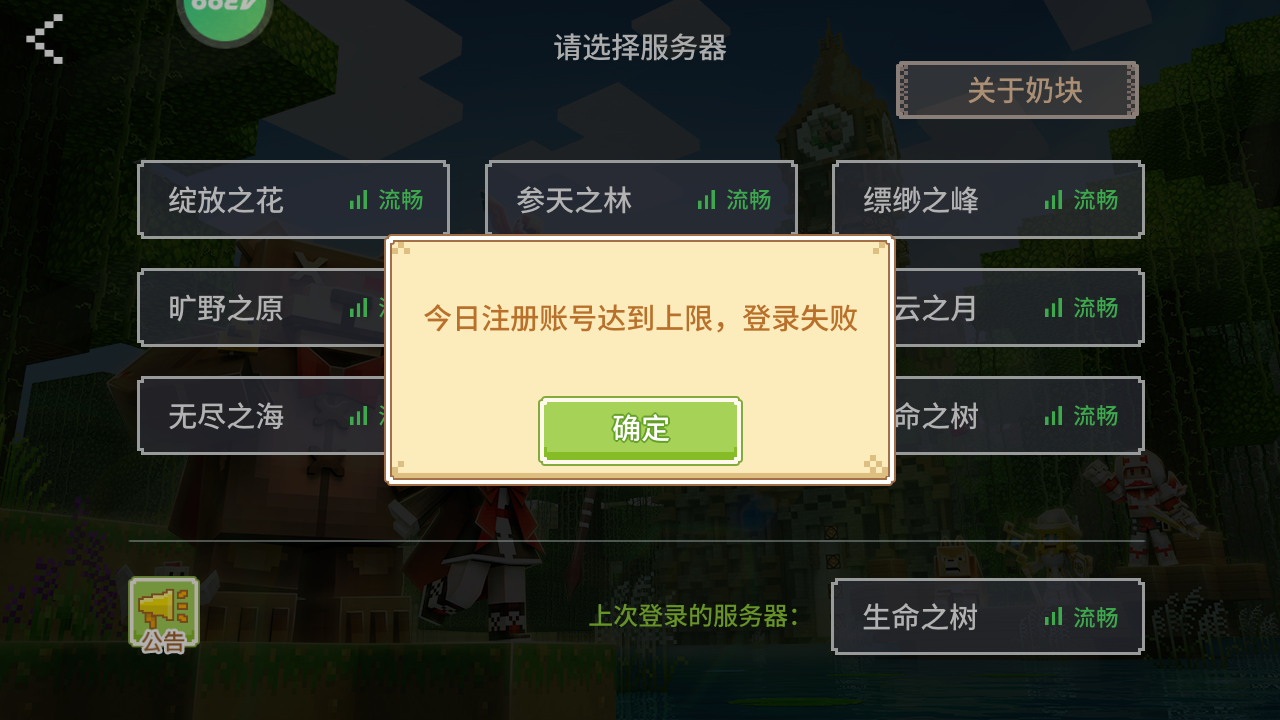 请选择服务器
关于奶块
绽放之花 流畅
参天之林 流畅
缥缈之峰 流畅
旷野之原
云之月 流畅
无尽之海
命之树 流畅
今日注册账号达到上限，登录失败
确定
公告
上次登录的服务器：
生命之树 流畅